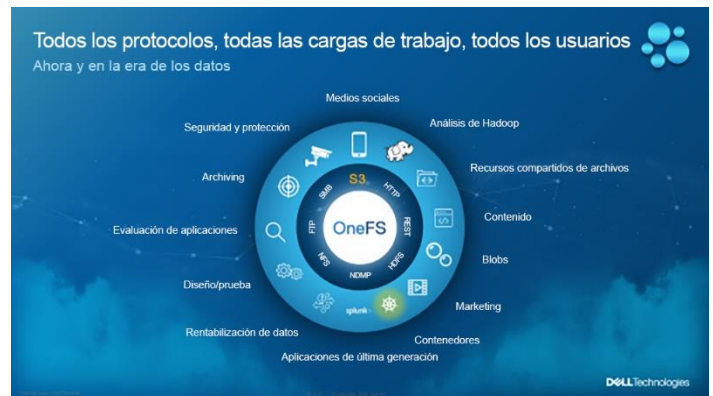 Todos los protocolos, todas las cargas de trabajo, todos los usuarios
Ahora y en la era de los datos
Medios sociales
Seguridad y protección
Análisis de Hadoop
Archiving
Recursos compartidos de archivos
Evaluación de aplicaciones
Contenido
Blobs
Diseño/prueba
Marketing
Rentabilización de datos
Contenedores
Aplicaciones de última generación
S3
HTTP
REST
HDFS
NDMP
NFS
FTP
SMB
OneFS
splunk>
DELLTechnologies